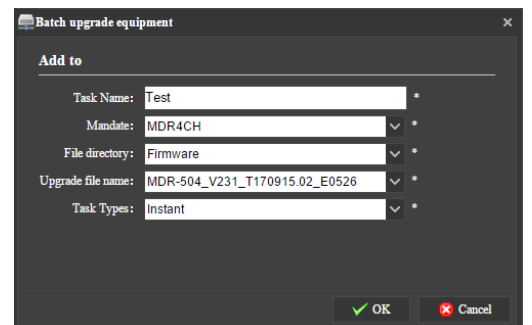 Batch upgrade equipment
Add to
Task Name: Test *
Mandate: MDR4CH *
File directory: Firmware *
Upgrade file name: MDR-504_V231_T170915.02_E0526 *
Task Types: Instant *
OK Cancel